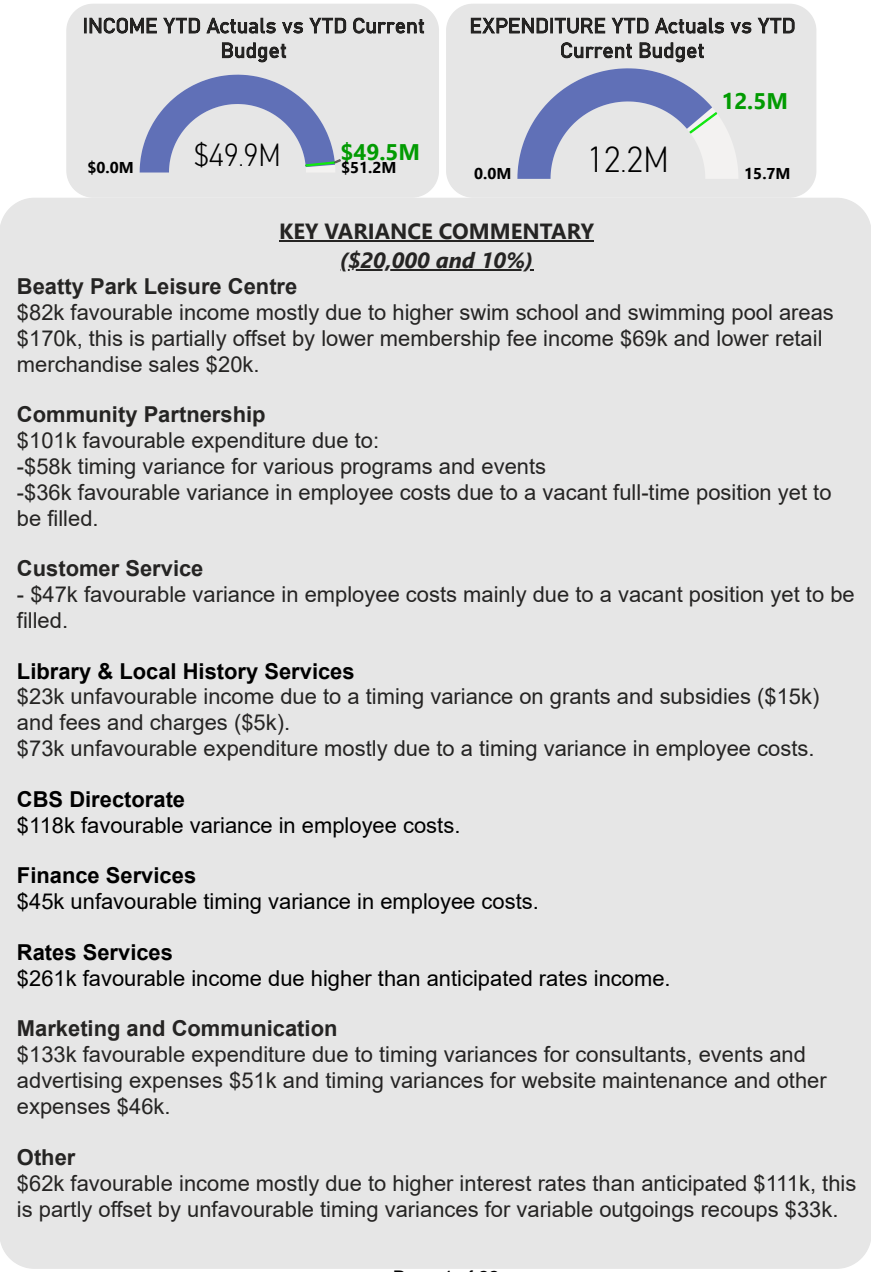 INCOME YTD Actuals vs YTD Current
Budget
$49.9M
$49.5M
$0.0M
$51.2M
EXPENDITURE YTD Actuals vs YTD
Current Budget
12.5M
12.2M
0.0M
15.7M
KEY VARIANCE COMMENTARY
($20,000 and 10%)
Beatty Park Leisure Centre
$82k favourable income mostly due to higher swim school and swimming pool areas
$170k, this is partially offset by lower membership fee income $69k and lower retail
merchandise sales $20k.
Community Partnership
$101k favourable expenditure due to:
-$58k timing variance for various programs and events
-$36k favourable variance in employee costs due to a vacant full-time position yet to
be filled.
Customer Service
- $47k favourable variance in employee costs mainly due to a vacant position yet to be
filled.
Library & Local History Services
$23k unfavourable income due to a timing variance on grants and subsidies ($15k)
and fees and charges ($5k).
$73k unfavourable expenditure mostly due to a timing variance in employee costs.
CBS Directorate
$118k favourable variance in employee costs.
Finance Services
$45k unfavourable timing variance in employee costs.
Rates Services
$261k favourable income due higher than anticipated rates income.
Marketing and Communication
$133k favourable expenditure due to timing variances for consultants, events and
advertising expenses $51k and timing variances for website maintenance and other
expenses $46k.
Other
$62k favourable income mostly due to higher interest rates than anticipated $111k, this
is partly offset by unfavourable timing variances for variable outgoings recoups $33k.